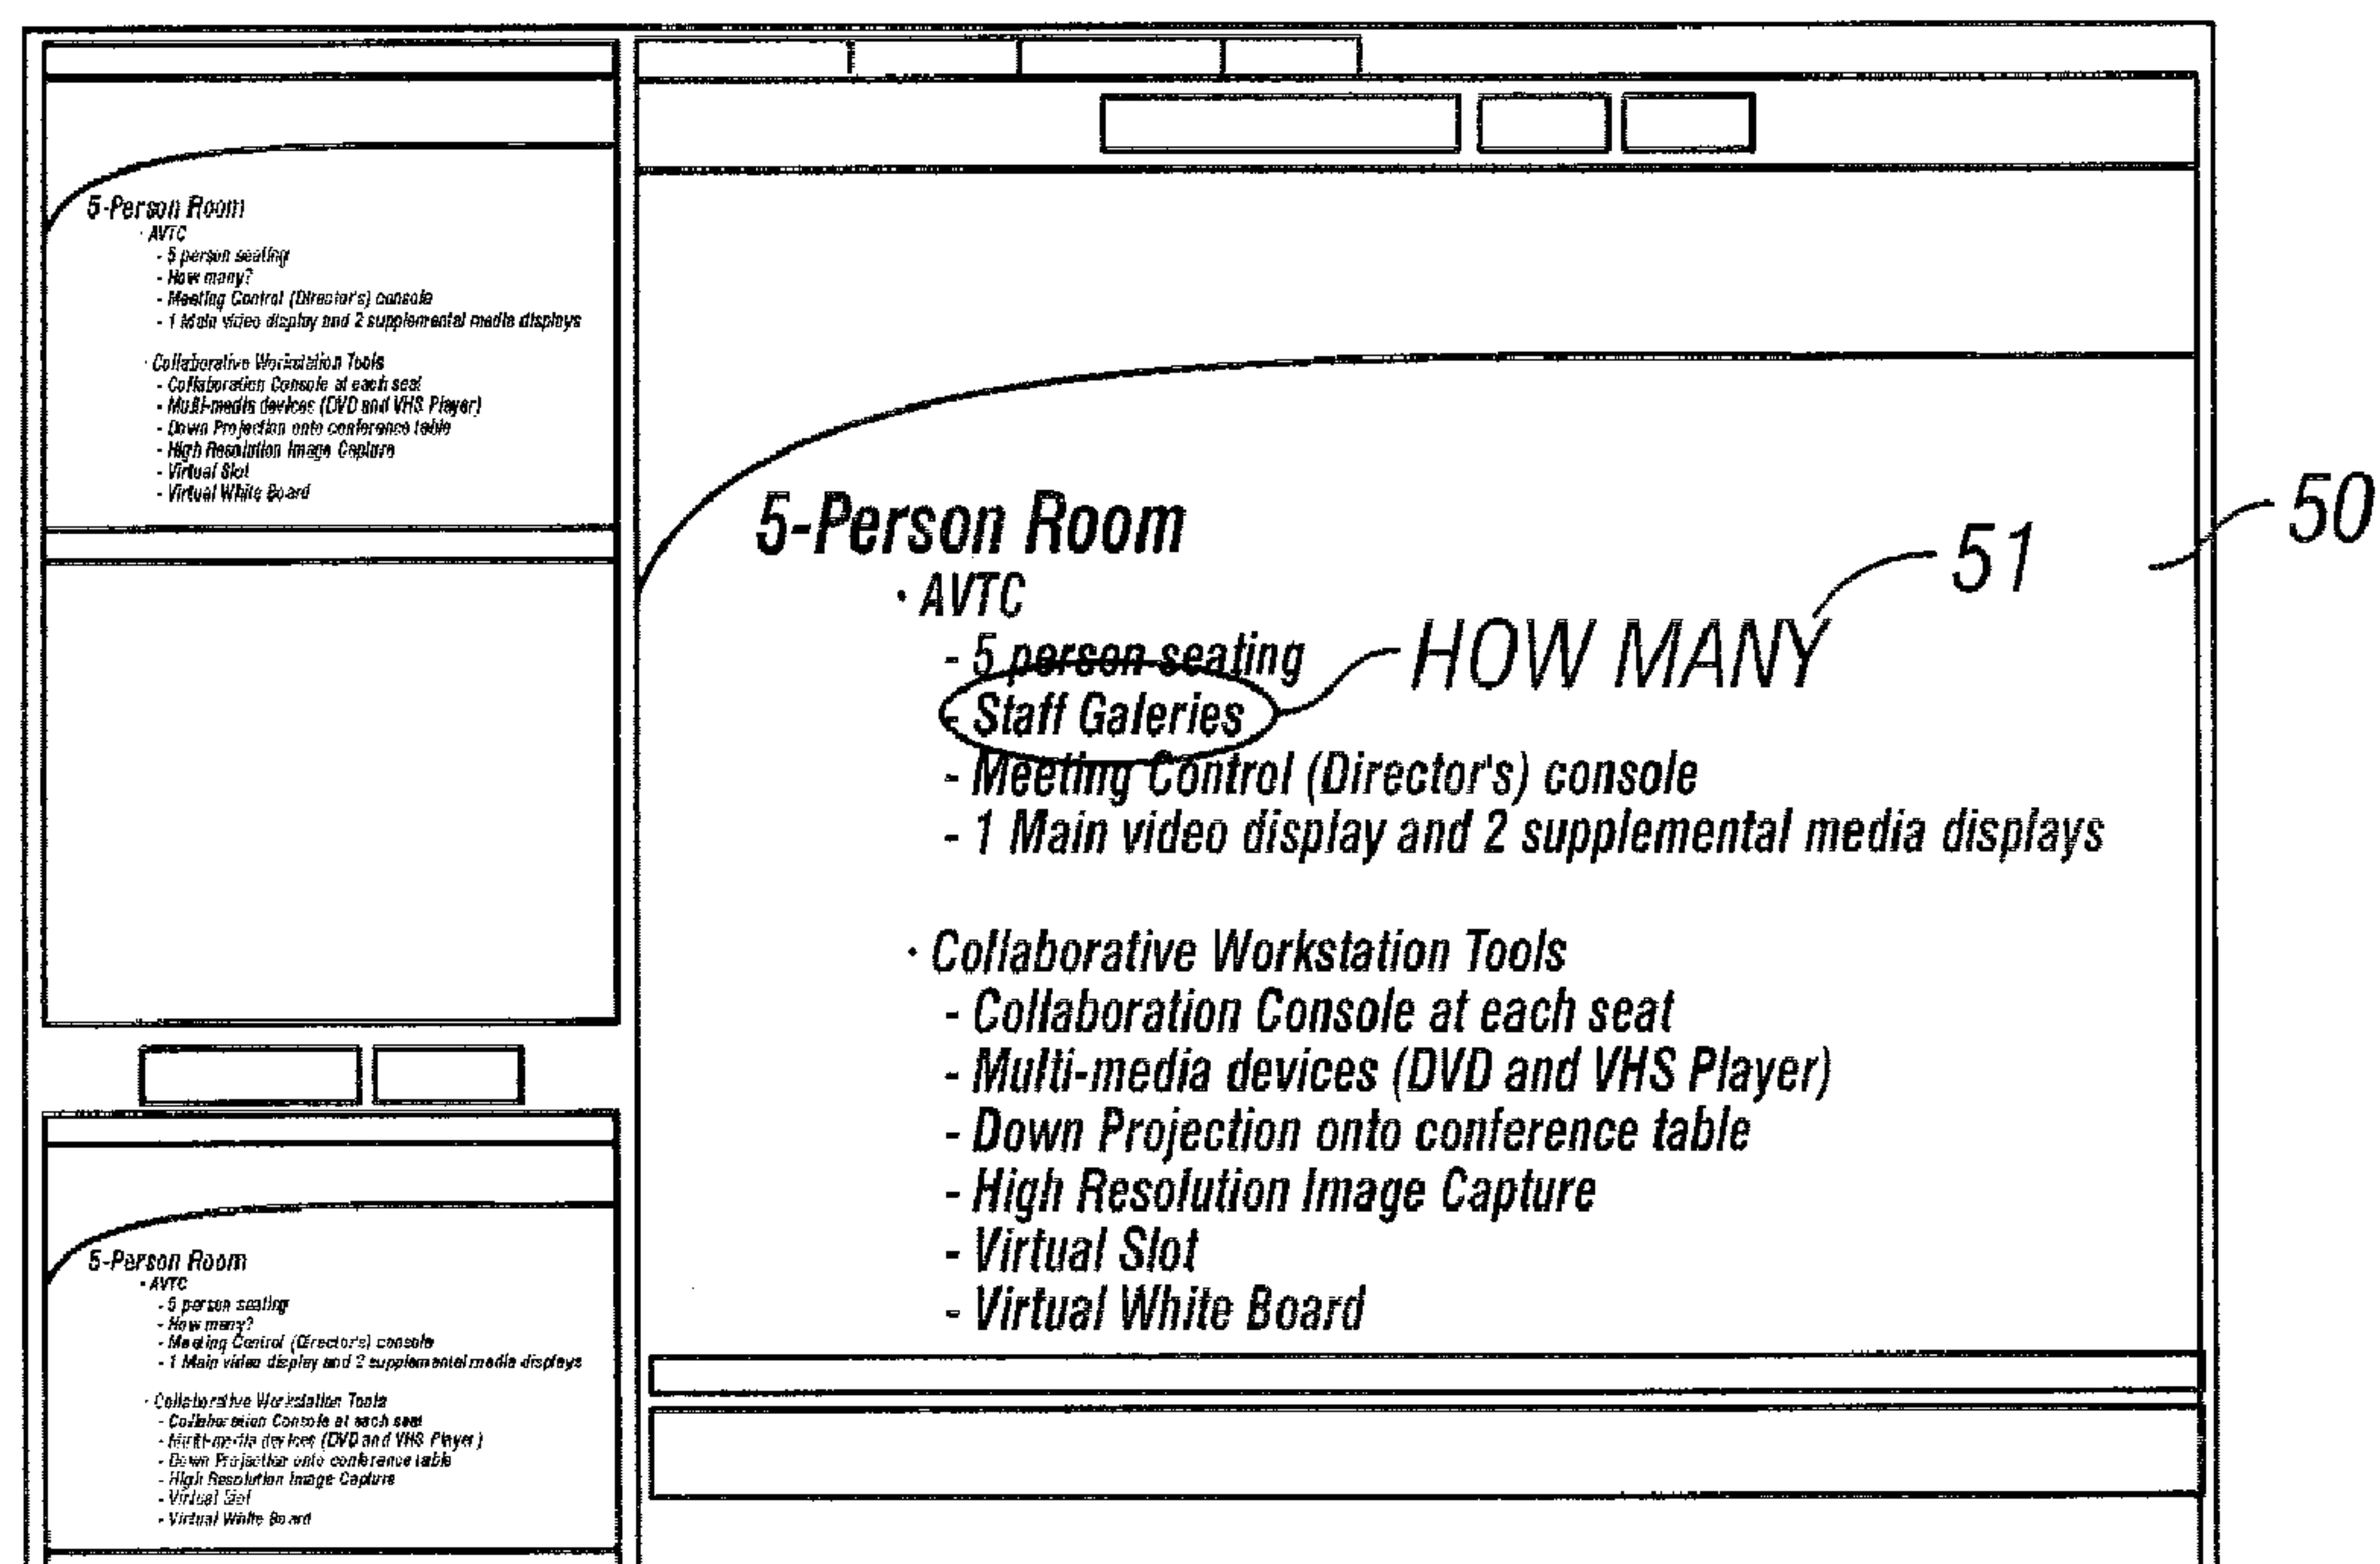 5-Person Room
· AVTC
- 5 person seating
- How many?
- Meeting Control (Director's) console
- 1 Main video display and 2 supplemental media displays
· Collaborative Workstation Tools
- Collaboration Console at each seat
- Multi-media devices (DVD and VHS Player)
- Down Projection onto conference table
- High Resolution Image Capture
- Virtual Slot
- Virtual White Board
5-Person Room
· AVTC
- 5 person seating
- How many?
- Meeting Control (Director's) console
- 1 Main video display and 2 supplemental media displays
· Collaborative Workstation Tools
- Collaboration Console at each seat
- Multi-media devices (DVD and VHS Player)
- Down Projection onto conference table
- High Resolution Image Capture
- Virtual Slot
- Virtual White Board
5-Person Room
· AVTC
- 5 person seating
- Staff Galeries
HOW MANY
51
50
- Meeting Control (Director's) console
- 1 Main video display and 2 supplemental media displays
· Collaborative Workstation Tools
- Collaboration Console at each seat
- Multi-media devices (DVD and VHS Player)
- Down Projection onto conference table
- High Resolution Image Capture
- Virtual Slot
- Virtual White Board